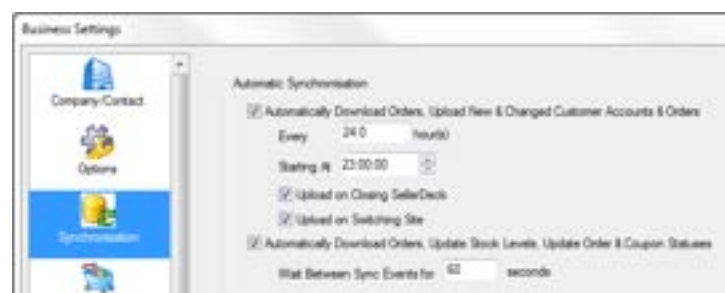 Business Settings
Company/Contact
Options
Synchronisation
Automatic Synchronisation
Automatically Download Orders, Upload New & Changed Customer Accounts & Orders
Every 24.0 hour(s)
Starting At 23:00:00
Upload on Closing SellerDeck
Upload on Switching Site
Automatically Download Orders, Update Stock Levels, Update Order & Coupon Statuses
Wait Between Sync Events for 60 seconds